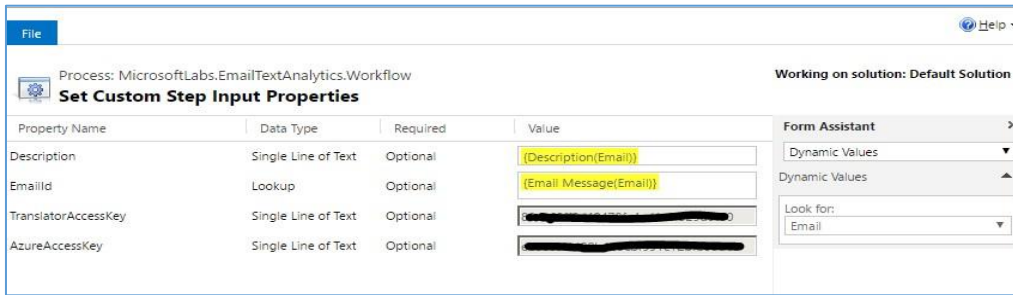 File
Help
Process: MicrosoftLabs.EmailTextAnalytics.Workflow
Set Custom Step Input Properties
Working on solution: Default Solution
Property Name Data Type Required Value
Description Single Line of Text Optional {Description(Email)}
EmailId Lookup Optional {Email Message(Email)}
TranslatorAccessKey Single Line of Text Optional
AzureAccessKey Single Line of Text Optional
Form Assistant
Dynamic Values
Dynamic Values
Look for:
Email